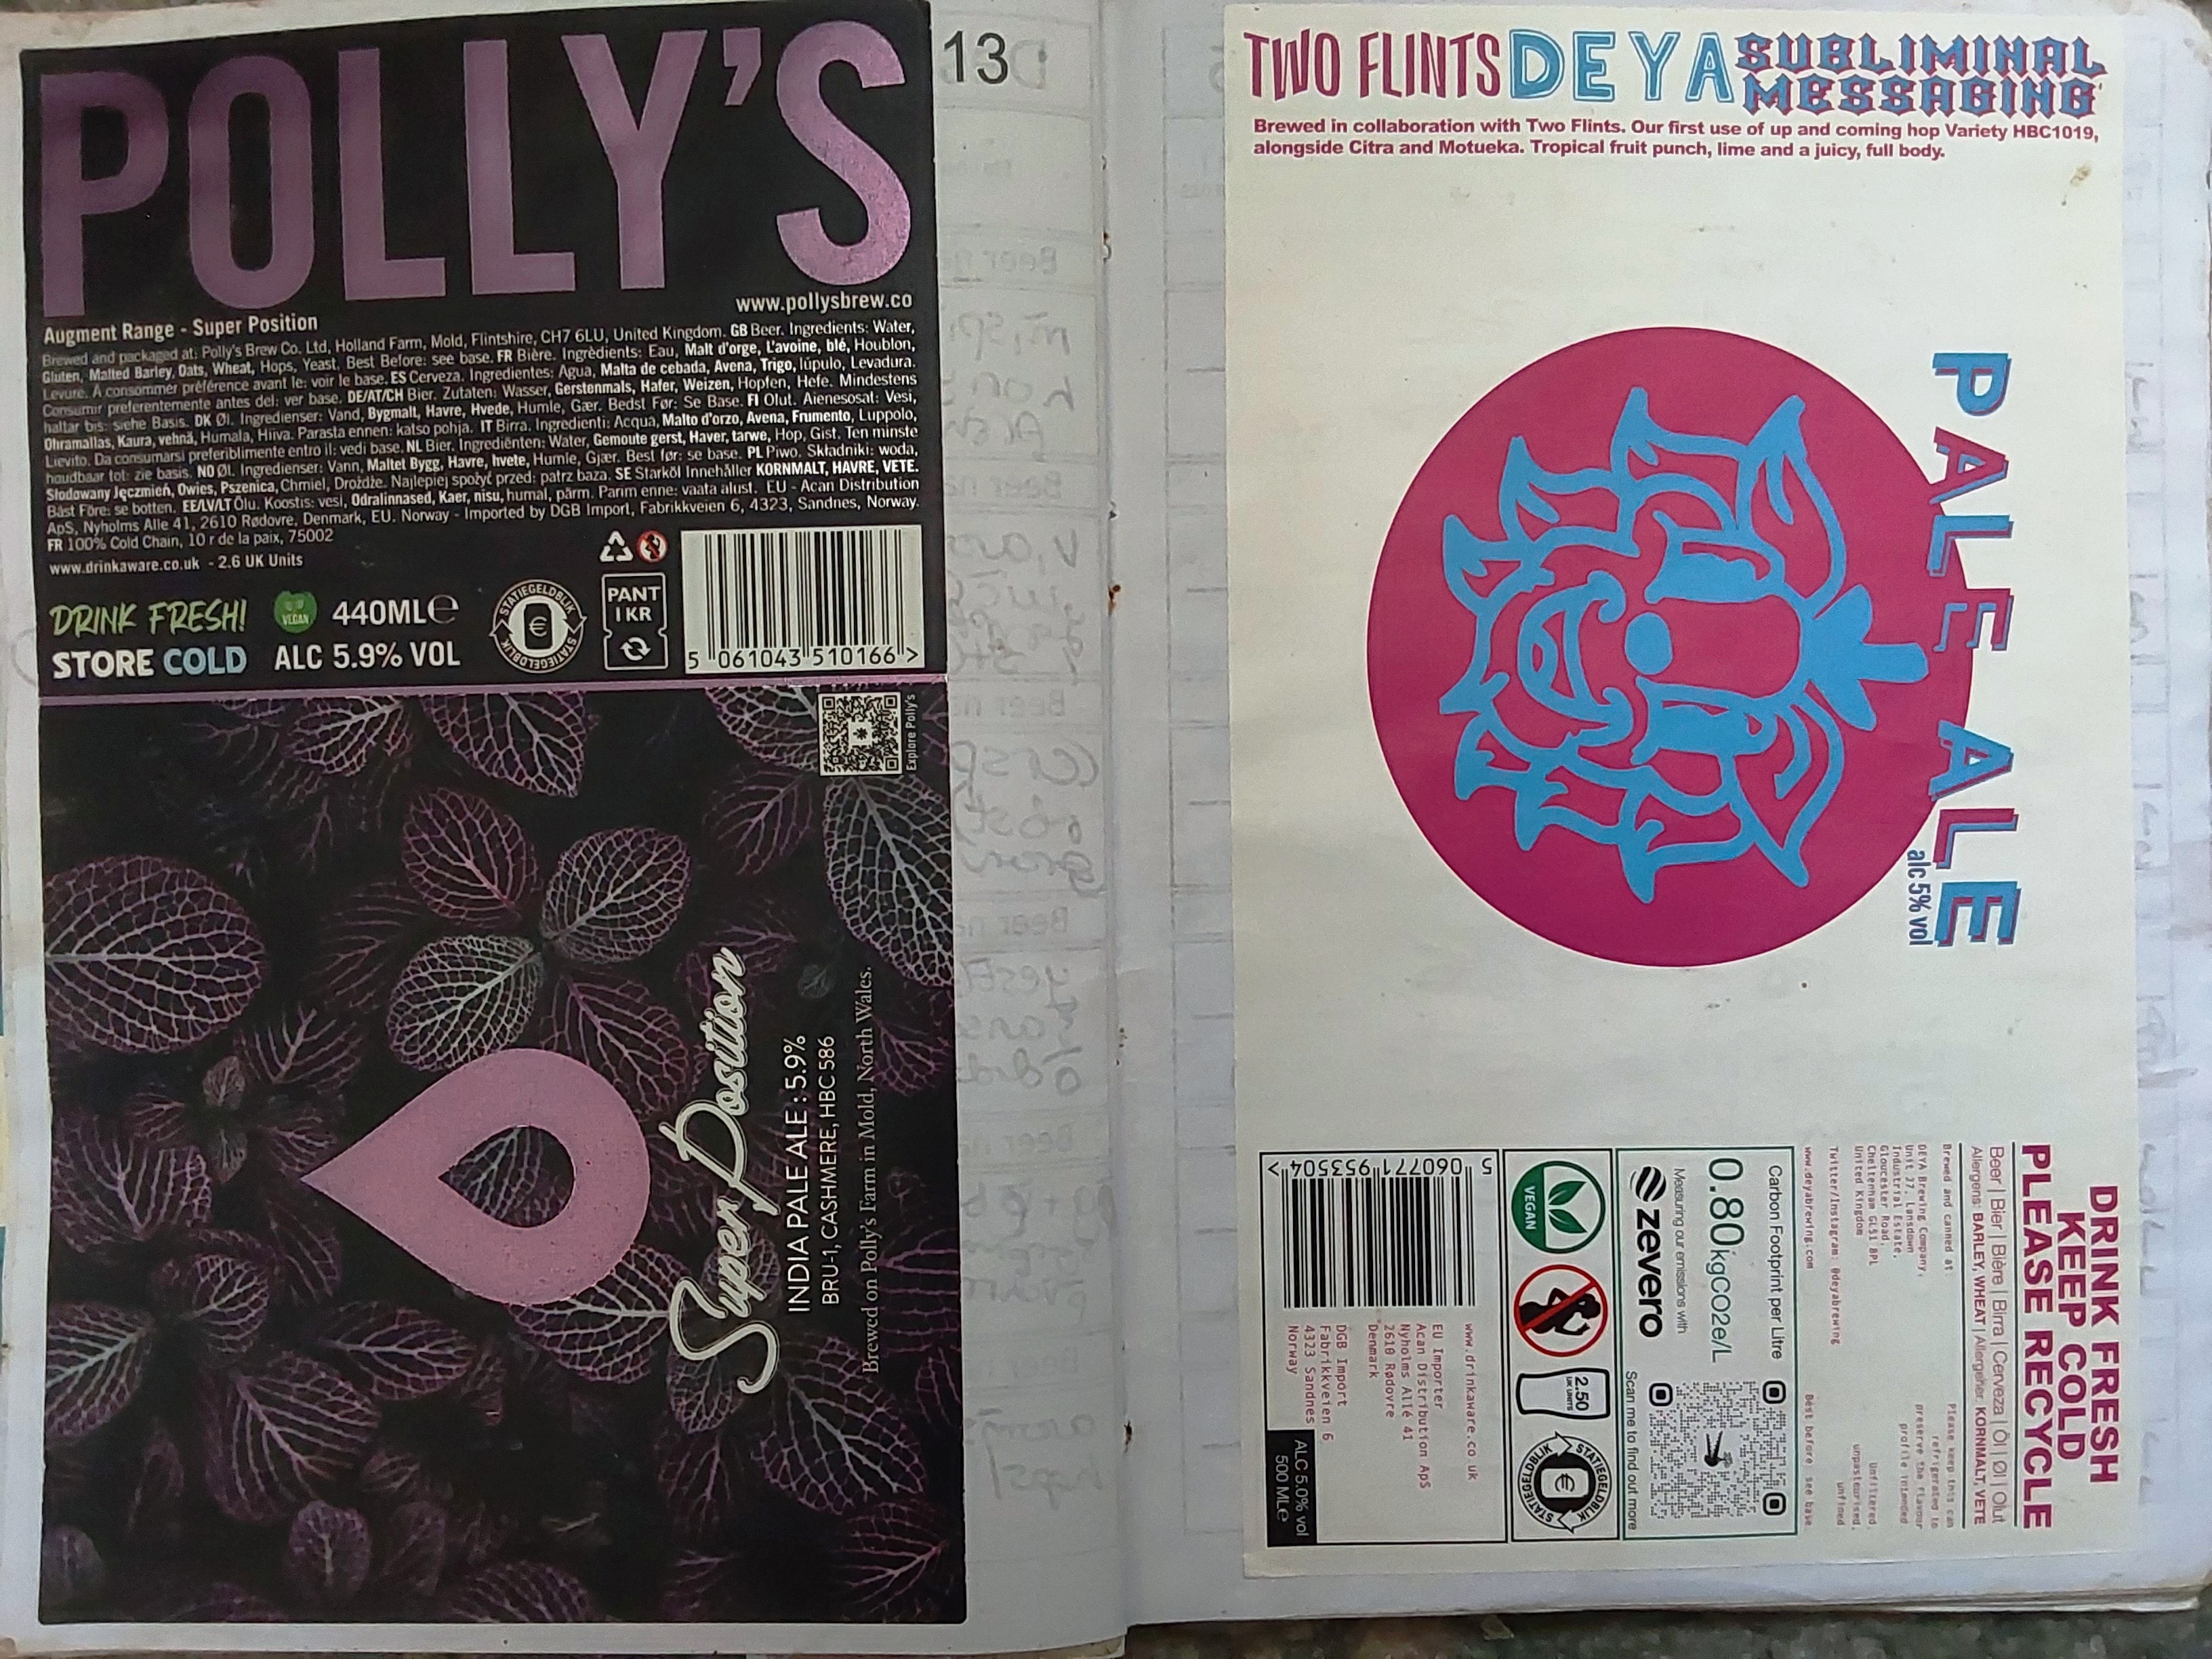 POLLY'S
www.pollysbrew.co
Augment Range - Super Position
Brewed and packaged at: Polly's Brew Co. Ltd, Holland Farm, Mold, Flintshire, CH7 6LU, United Kingdom. GB Beer. Ingredients: Water,
Gluten, Malted Barley, Oats, Wheat, Hops, Yeast, Best Before: see base. FR Bière. Ingrèdients: Eau, Malt d'orge, L'avoine, blé, Houblon,
Levure. A consommer préférence avant le: voir le base. ES Cerveza. Ingredientes: Agua, Malta de cebada, Avena, Trigo, lúpulo, Levadura.
Consumir preferentemente antes del: ver base. DE/AT/CH Bier. Zutaten: Wasser, Gerstenmals, Hafer, Weizen, Hopfen, Hefe. Mindestens
haltar bis: siehe Basis. DK Øl. Ingredienser: Vand, Bygmalt, Havre, Hvede, Humle, Gær. Bedst Før: Se Base. FI Olut. Aienesosat: Vesi,
Ohramallas, Kaura, vehnä, Humala, Hiiva. Parasta ennen: katso pohja. IT Birra. Ingredienti: Acqua, Malto d'orzo, Avena, Frumento, Luppolo,
Lievito. Da consumarsi preferiblimente entro il: vedi base. NL Bier. Ingrediënten: Water, Gemoute gerst, Haver, tarwe, Hop, Gist. Ten minste
houdbaar tot: zie basis. NO Øl. Ingredienser: Vann, Maltet Bygg, Havre, hvete, Humle, Gjær. Best før: se base. PL Piwo. Składniki: woda,
Słodowany Jęczmień, Owies, Pszenica, Chmiel, Drożdże. Najlepiej spożyć przed: patrz baza. SE Starköl Innehåller KORNMALT, HAVRE, VETE.
Bäst Före: se botten. EE/LV/LT Õlu. Koostis: vesi, Odralinnased, Kaer, nisu, humal, pärm. Parim enne: vaata alust. EU - Acan Distribution
ApS, Nyholms Alle 41, 2610 Rødovre, Denmark, EU. Norway - Imported by DGB Import, Fabrikkveien 6, 4323, Sandnes, Norway.
FR 100% Cold Chain, 10 r de la paix, 75002
www.drinkaware.co.uk - 2.6 UK Units
DRINK FRESH!
STORE COLD
VEGAN
440ML℮
ALC 5.9% VOL
STATIEGELDBLIK STATIEGELDBLIK
€
PANT
1 KR
5 061043 510166 >
Explore Polly's
Super Position
INDIA PALE ALE : 5.9%
BRU-1, CASHMERE, HBC 586
Brewed on Polly's Farm in Mold, North Wales.
13
TWO FLINTS DEYA SUBLIMINAL
MESSAGING
Brewed in collaboration with Two Flints. Our first use of up and coming hop Variety HBC1019,
alongside Citra and Motueka. Tropical fruit punch, lime and a juicy, full body.
PALE ALE
alc 5% vol
DRINK FRESH
KEEP COLD
PLEASE RECYCLE
Beer | Bier | Bière | Birra | Cerveza | Öl | Øl | Olut
Allergens: BARLEY, WHEAT | Allergener: KORNMALT, VETE
Brewed and canned at:
DEYA Brewing Company,
Unit 27, Lansdown
Industrial Estate,
Gloucester Road,
Cheltenham GL51 8PL
United Kingdom
Twitter/Instagram: @deyabrewing
www.deyabrewing.com
Please keep this can
refrigerated to
preserve the flavour
profile intended
Unfiltered,
unpasteurised,
unfined
Best before: see base
Carbon Footprint per Litre
0.80 kgCO2e/L
Measuring our emissions with
zevero
Scan me to find out more
VEGAN
2.50
UK UNITS
STATIEGELDBLIK STATIEGELDBLIK
€
5 060771 953504 >
www.drinkaware.co.uk
EU Importer
Acan Distribution ApS
Nyholms Allé 41
2610 Rødovre
Denmark
DGB Import
Fabrikkveien 6
4323 Sandnes
Norway
ALC 5.0% vol
500 ML℮